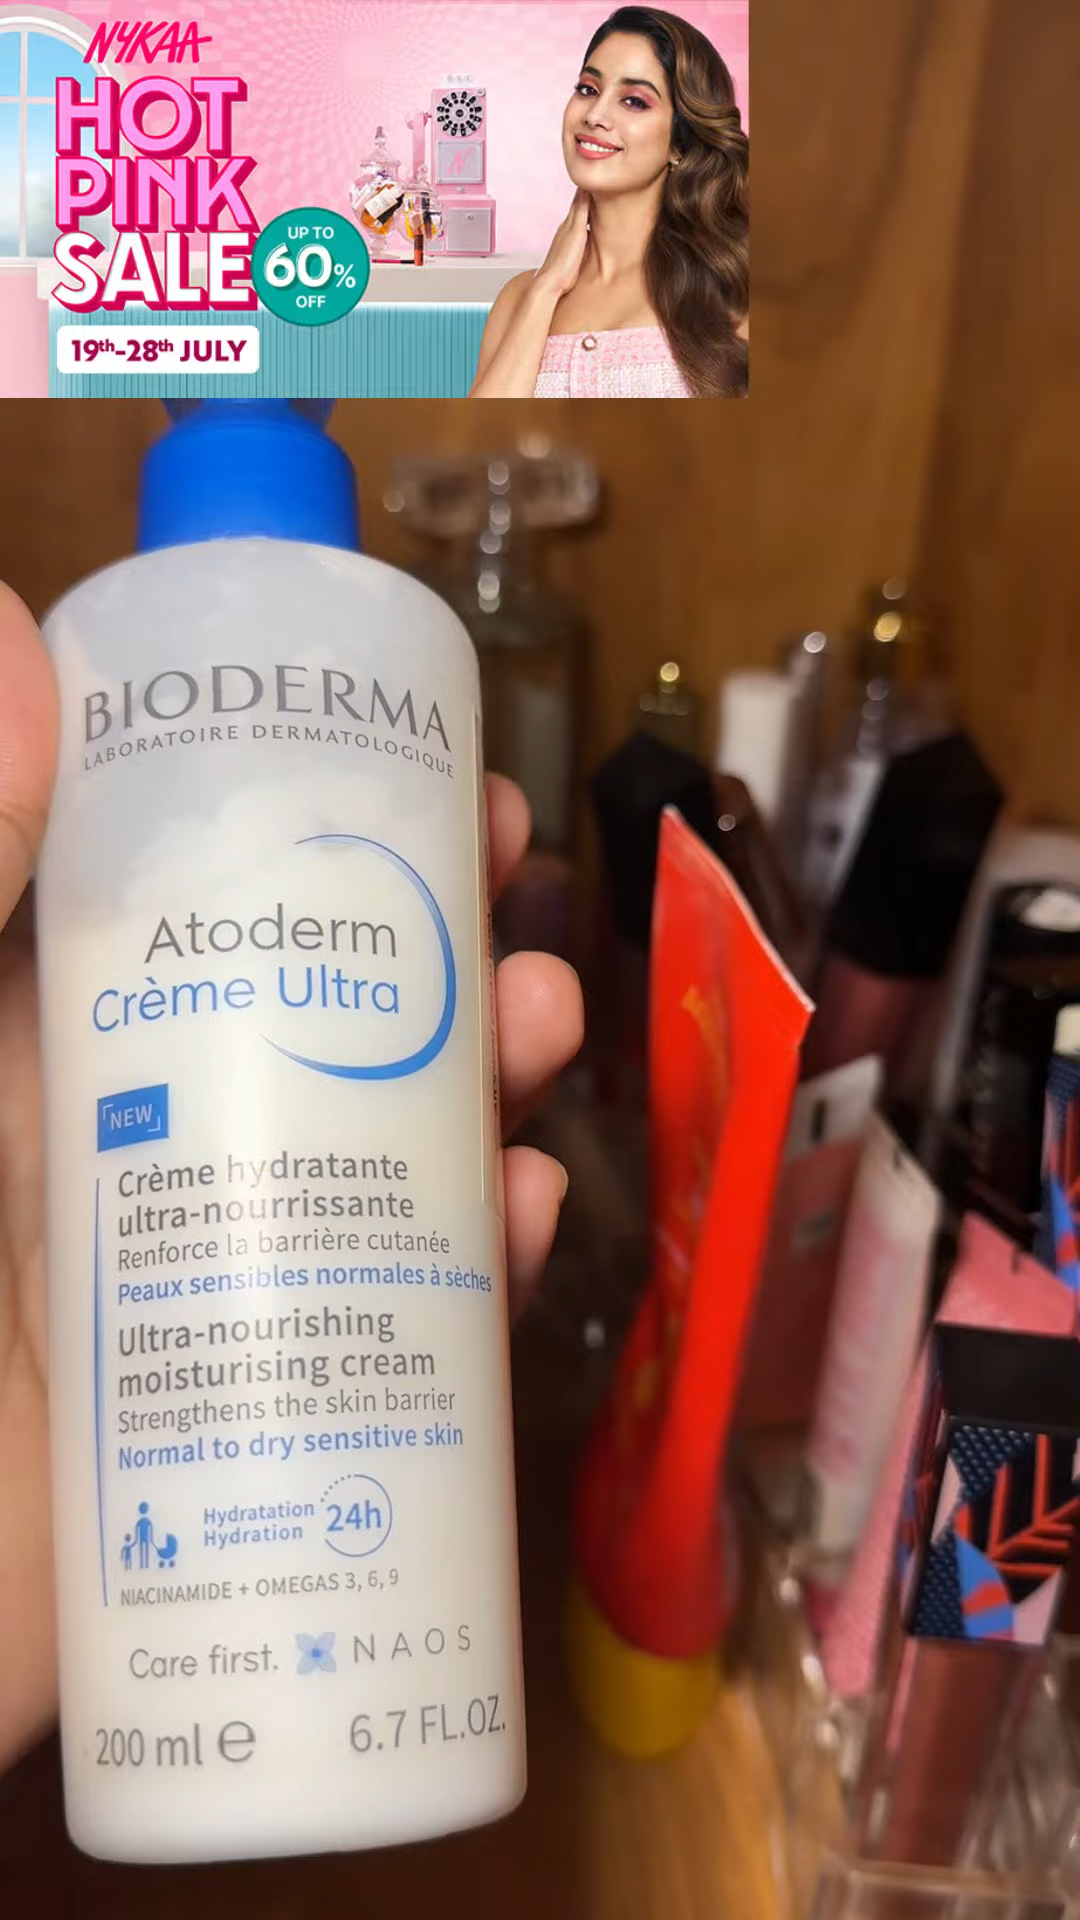 NYKAA
HOT
PINK
SALE
UP TO
60%
OFF
19th-28th JULY
BIODERMA
LABORATOIRE DERMATOLOGIQUE
Atoderm
Crème Ultra
NEW
Crème hydratante
ultra-nourrissante
Renforce la barrière cutanée
Peaux sensibles normales à sèches
Ultra-nourishing
moisturising cream
Strengthens the skin barrier
Normal to dry sensitive skin
Hydratation
Hydration
24h
NIACINAMIDE + OMEGAS 3, 6, 9
Care first.
NAOS
200 ml e
6.7 FL.OZ.